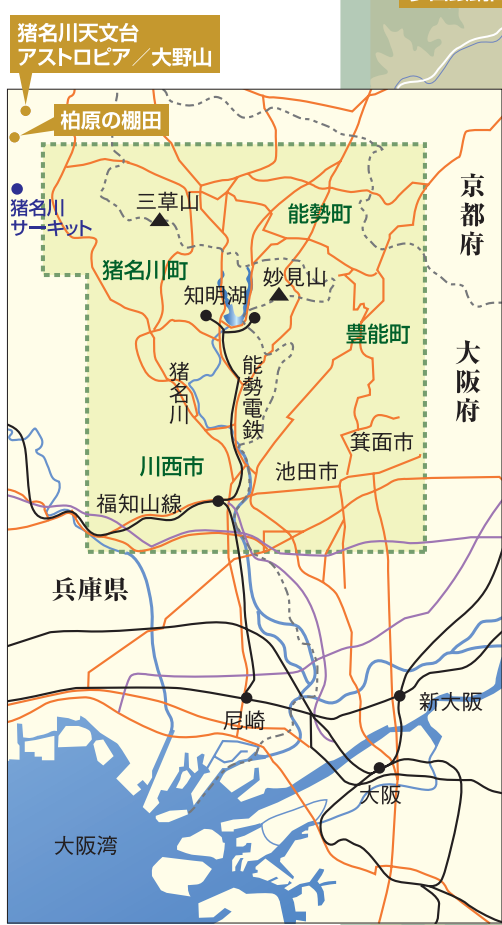 猪名川天文台
アストロピア／大野山
柏原の棚田
猪名川
サーキット
三草山
能勢町
京都府
猪名川町
知明湖
妙見山
豊能町
大阪府
猪名川
能勢電鉄
箕面市
川西市
池田市
福知山線
兵庫県
尼崎
新大阪
大阪
大阪湾